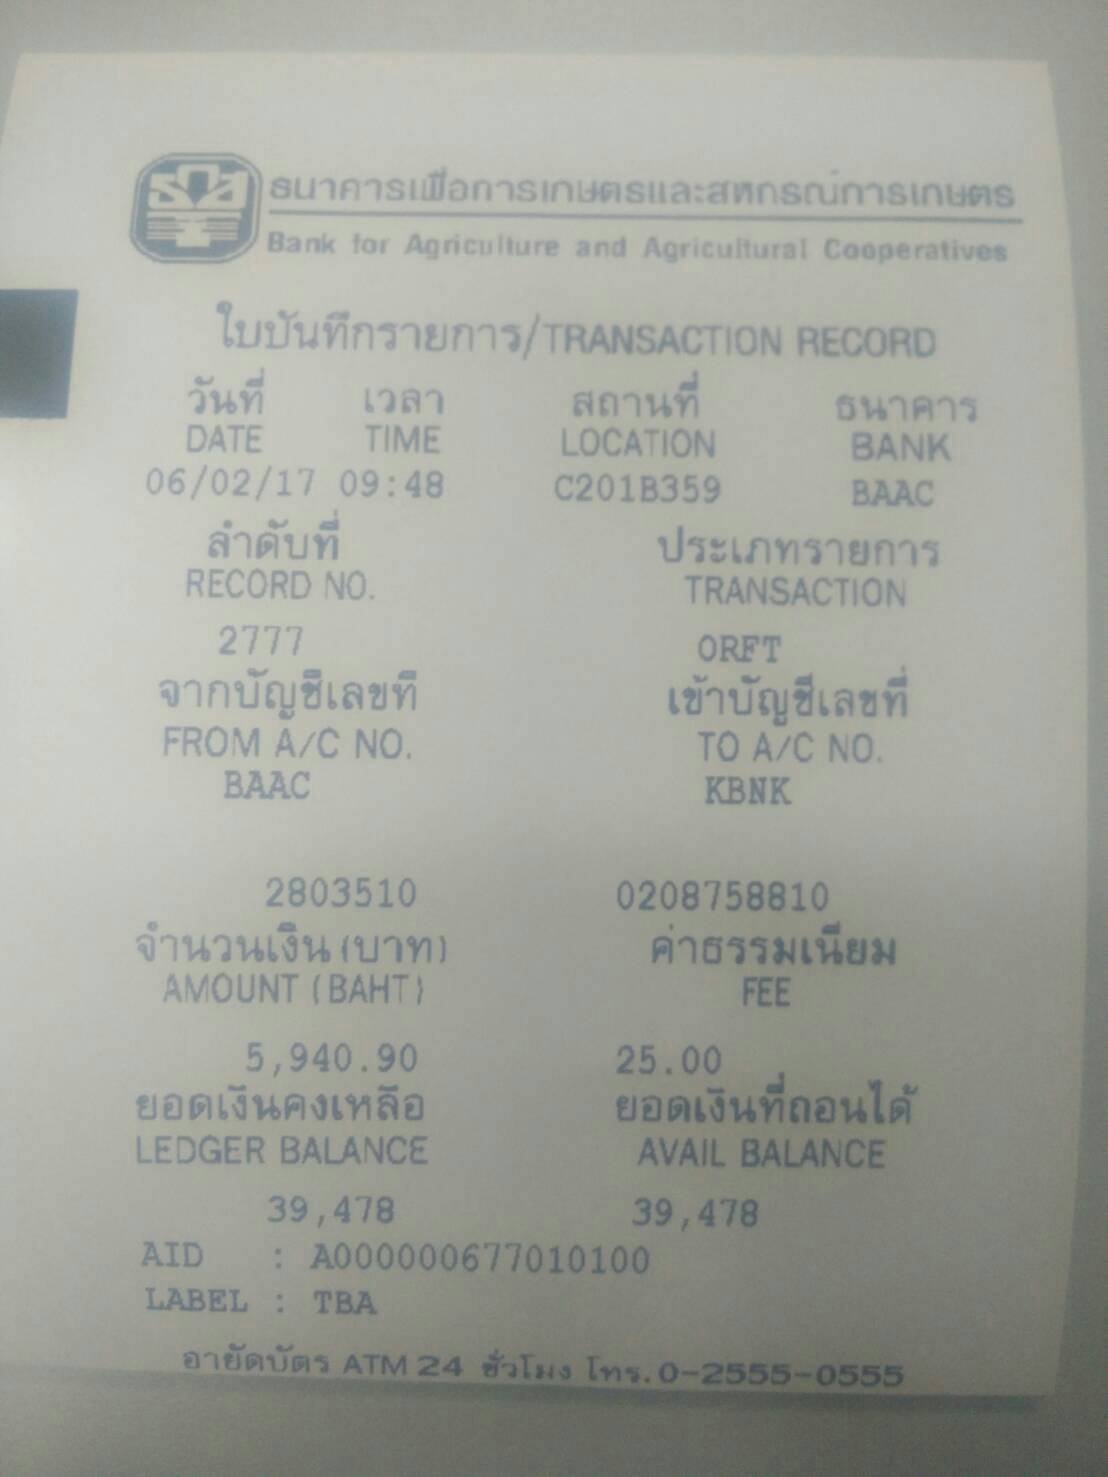 ธ.ก.ส
ธนาคารเพื่อการเกษตรและสหกรณ์การเกษตร
Bank for Agriculture and Agricultural Cooperatives
ใบบันทึกรายการ/TRANSACTION RECORD
วันที่ เวลา สถานที่ ธนาคาร
DATE TIME LOCATION BANK
06/02/17 09:48 C201B359 BAAC
ลำดับที่ ประเภทรายการ
RECORD NO. TRANSACTION
2777 ORFT
จากบัญชีเลขที่ เข้าบัญชีเลขที่
FROM A/C NO. TO A/C NO.
BAAC KBNK
2803510 0208758810
จำนวนเงิน (บาท) ค่าธรรมเนียม
AMOUNT (BAHT) FEE
5,940.90 25.00
ยอดเงินคงเหลือ ยอดเงินที่ถอนได้
LEDGER BALANCE AVAIL BALANCE
39,478 39,478
AID : A000000677010100
LABEL : TBA
อายัดบัตร ATM 24 ชั่วโมง โทร. 0-2555-0555